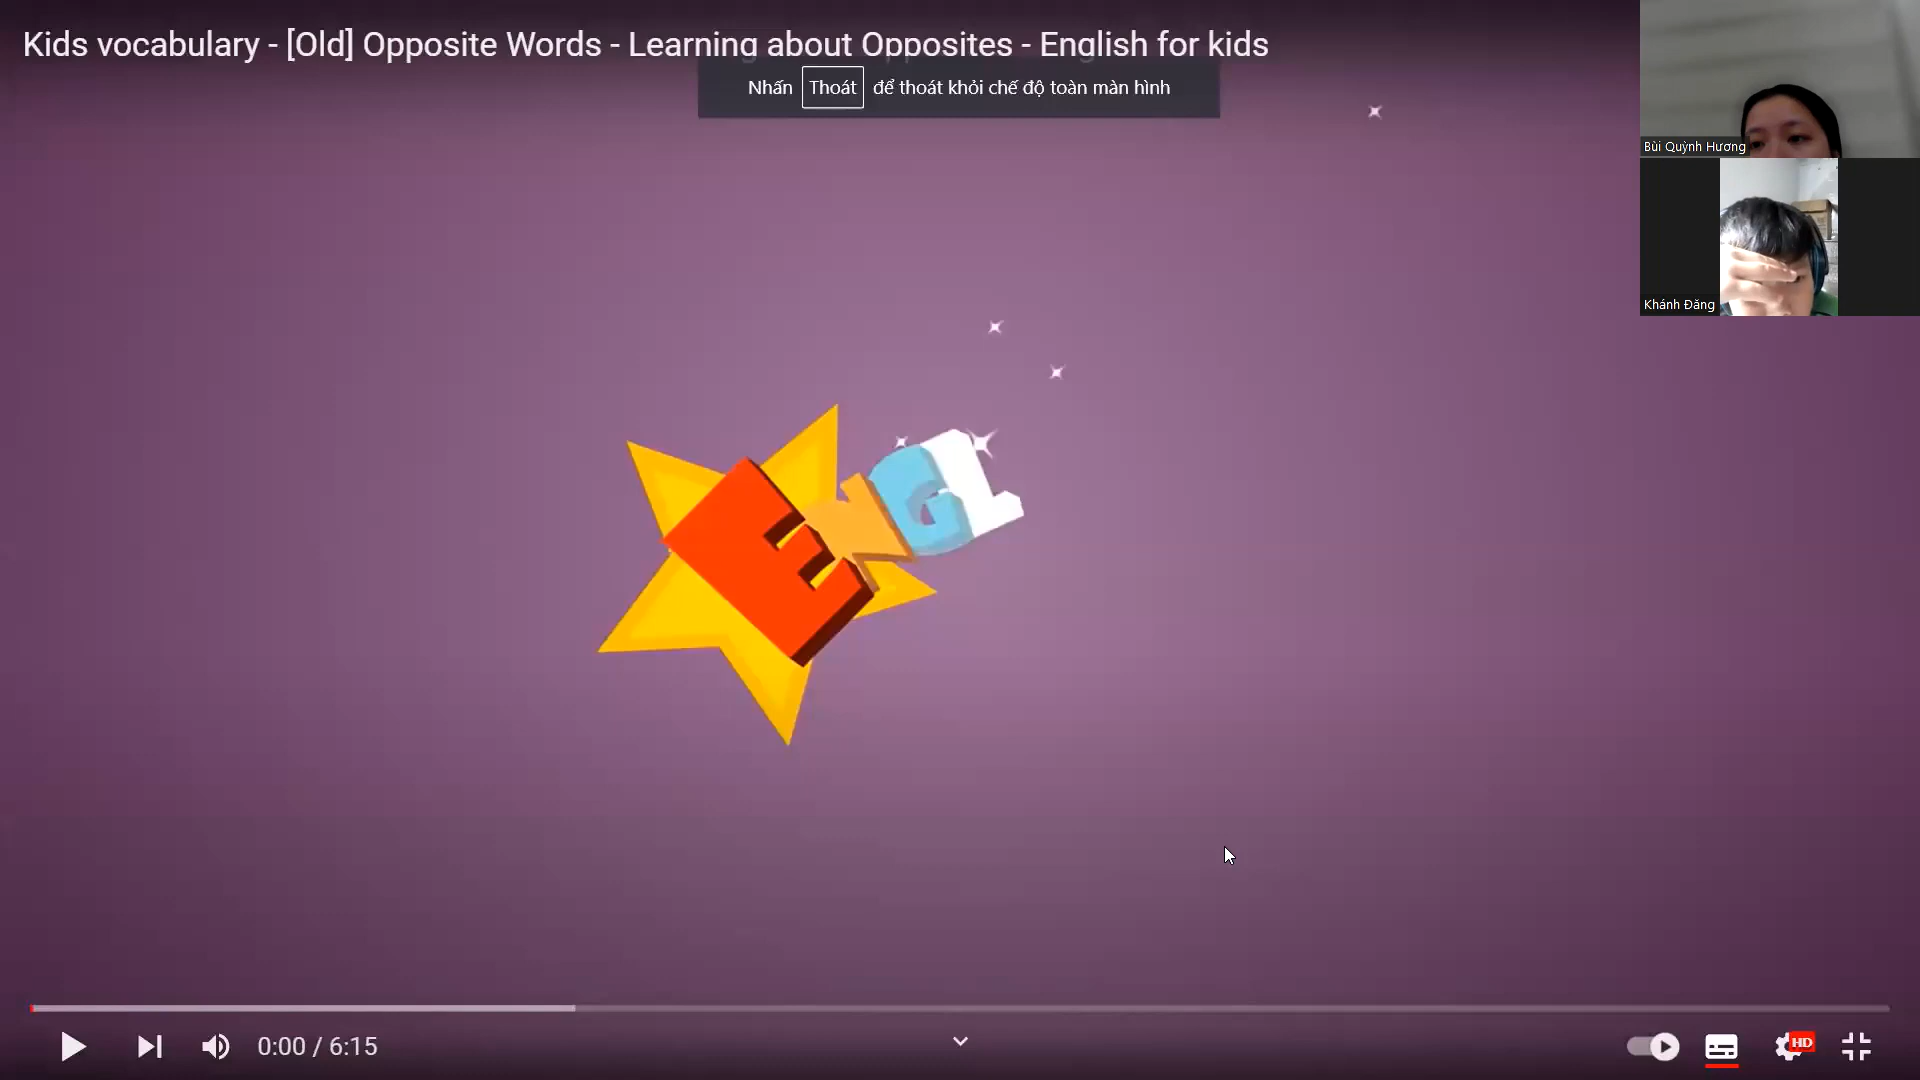 Kids vocabulary - [Old] Opposite Words - Learning about Opposites - English for kids
Nhấn Thoát để thoát khỏi chế độ toàn màn hình
Bùi Quỳnh Hương
Khánh Đăng
E
G
L
0:00 / 6:15
HD